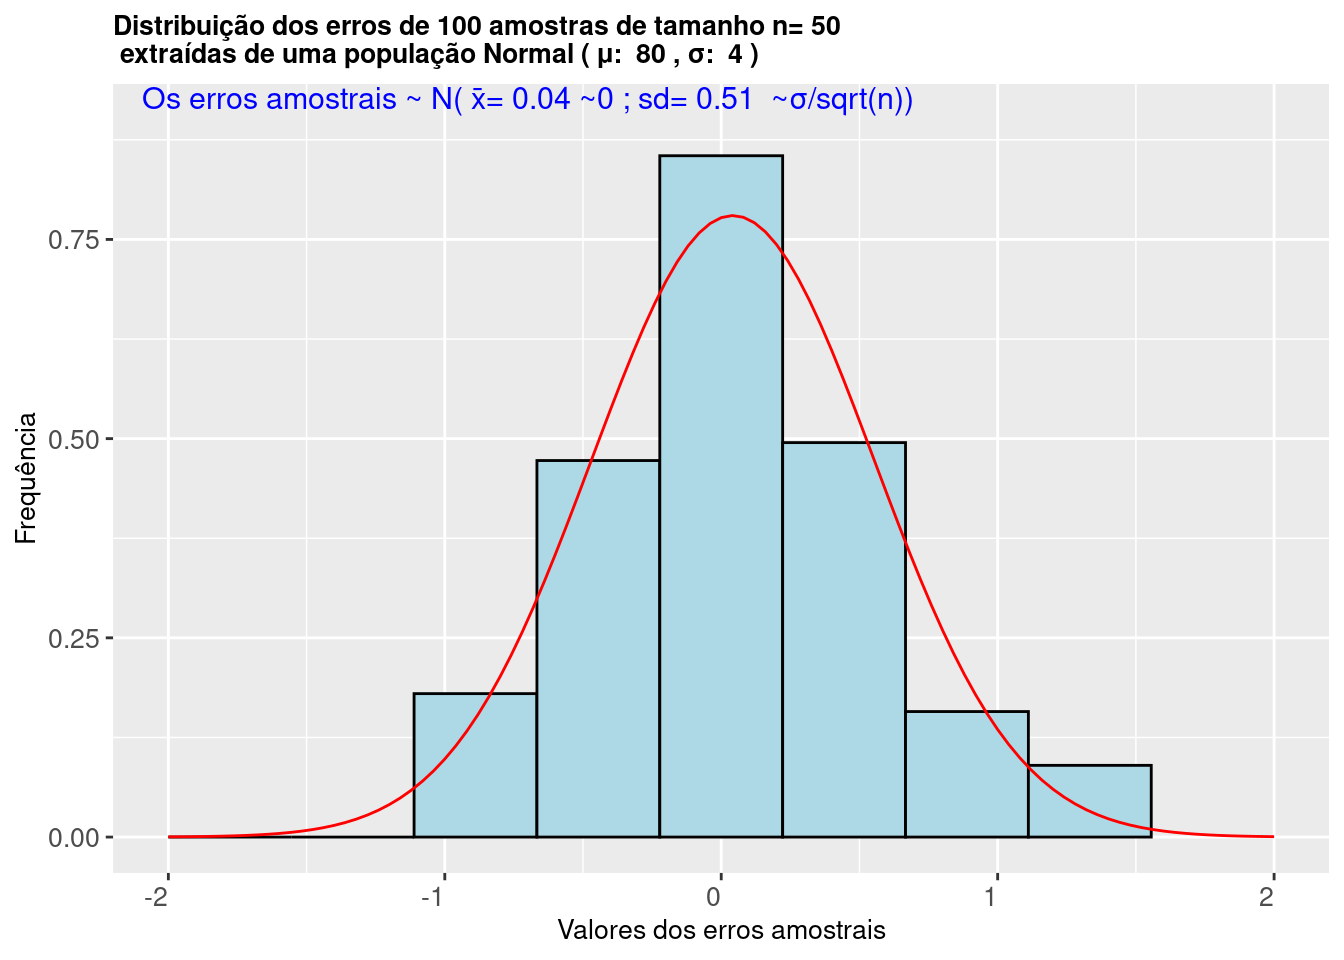 Distribuição dos erros de 100 amostras de tamanho n= 50
extraídas de uma população Normal ( μ:  80 , σ:  4 )
Os erros amostrais ~ N( x̄= 0.04 ~0 ; sd= 0.51  ~σ/sqrt(n))
Frequência
0.75
0.50
0.25
0.00
-2
-1
0
1
2
Valores dos erros amostrais